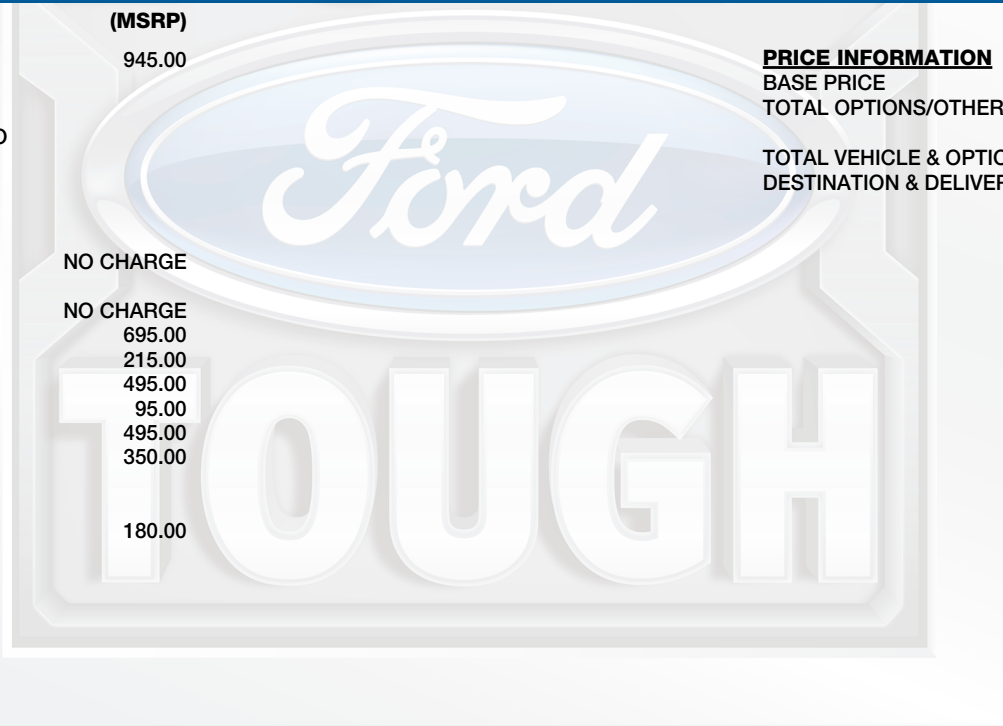 (MSRP)
945.00
NO CHARGE
NO CHARGE
695.00
215.00
495.00
95.00
495.00
350.00
180.00
PRICE INFORMATION
BASE PRICE
TOTAL OPTIONS/OTHER
TOTAL VEHICLE & OPTIO
DESTINATION & DELIVER
Ford
TOUGH